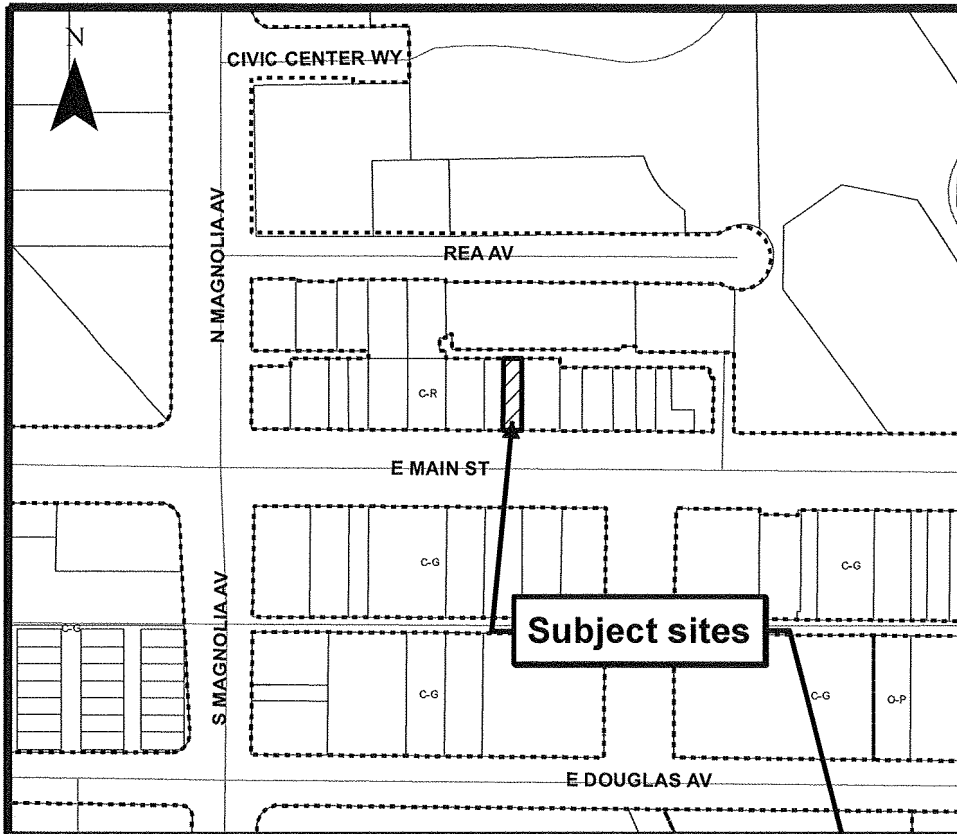 N
CIVIC CENTER WY
N MAGNOLIA AV
REA AV
C-R
E MAIN ST
C-G
C-G
S MAGNOLIA AV
C-G
Subject sites
C-G
C-G
O-P
E DOUGLAS AV